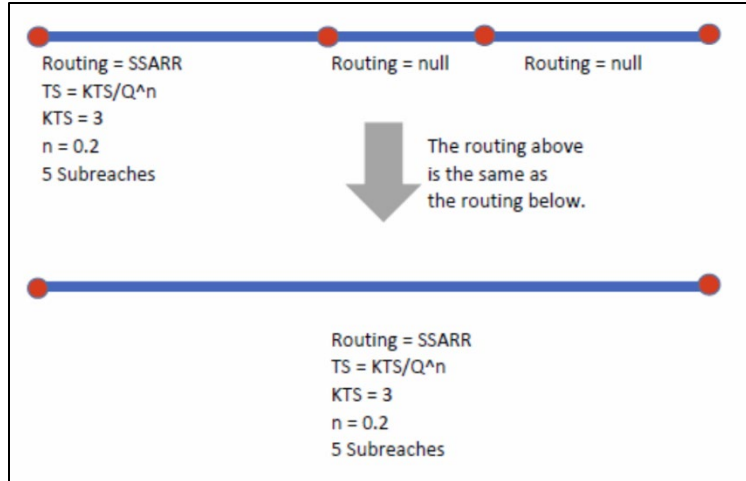 Routing = SSARR
TS = KTS/Q^n
KTS = 3
n = 0.2
5 Subreaches
Routing = null
Routing = null
The routing above
is the same as
the routing below.
Routing = SSARR
TS = KTS/Q^n
KTS = 3
n = 0.2
5 Subreaches